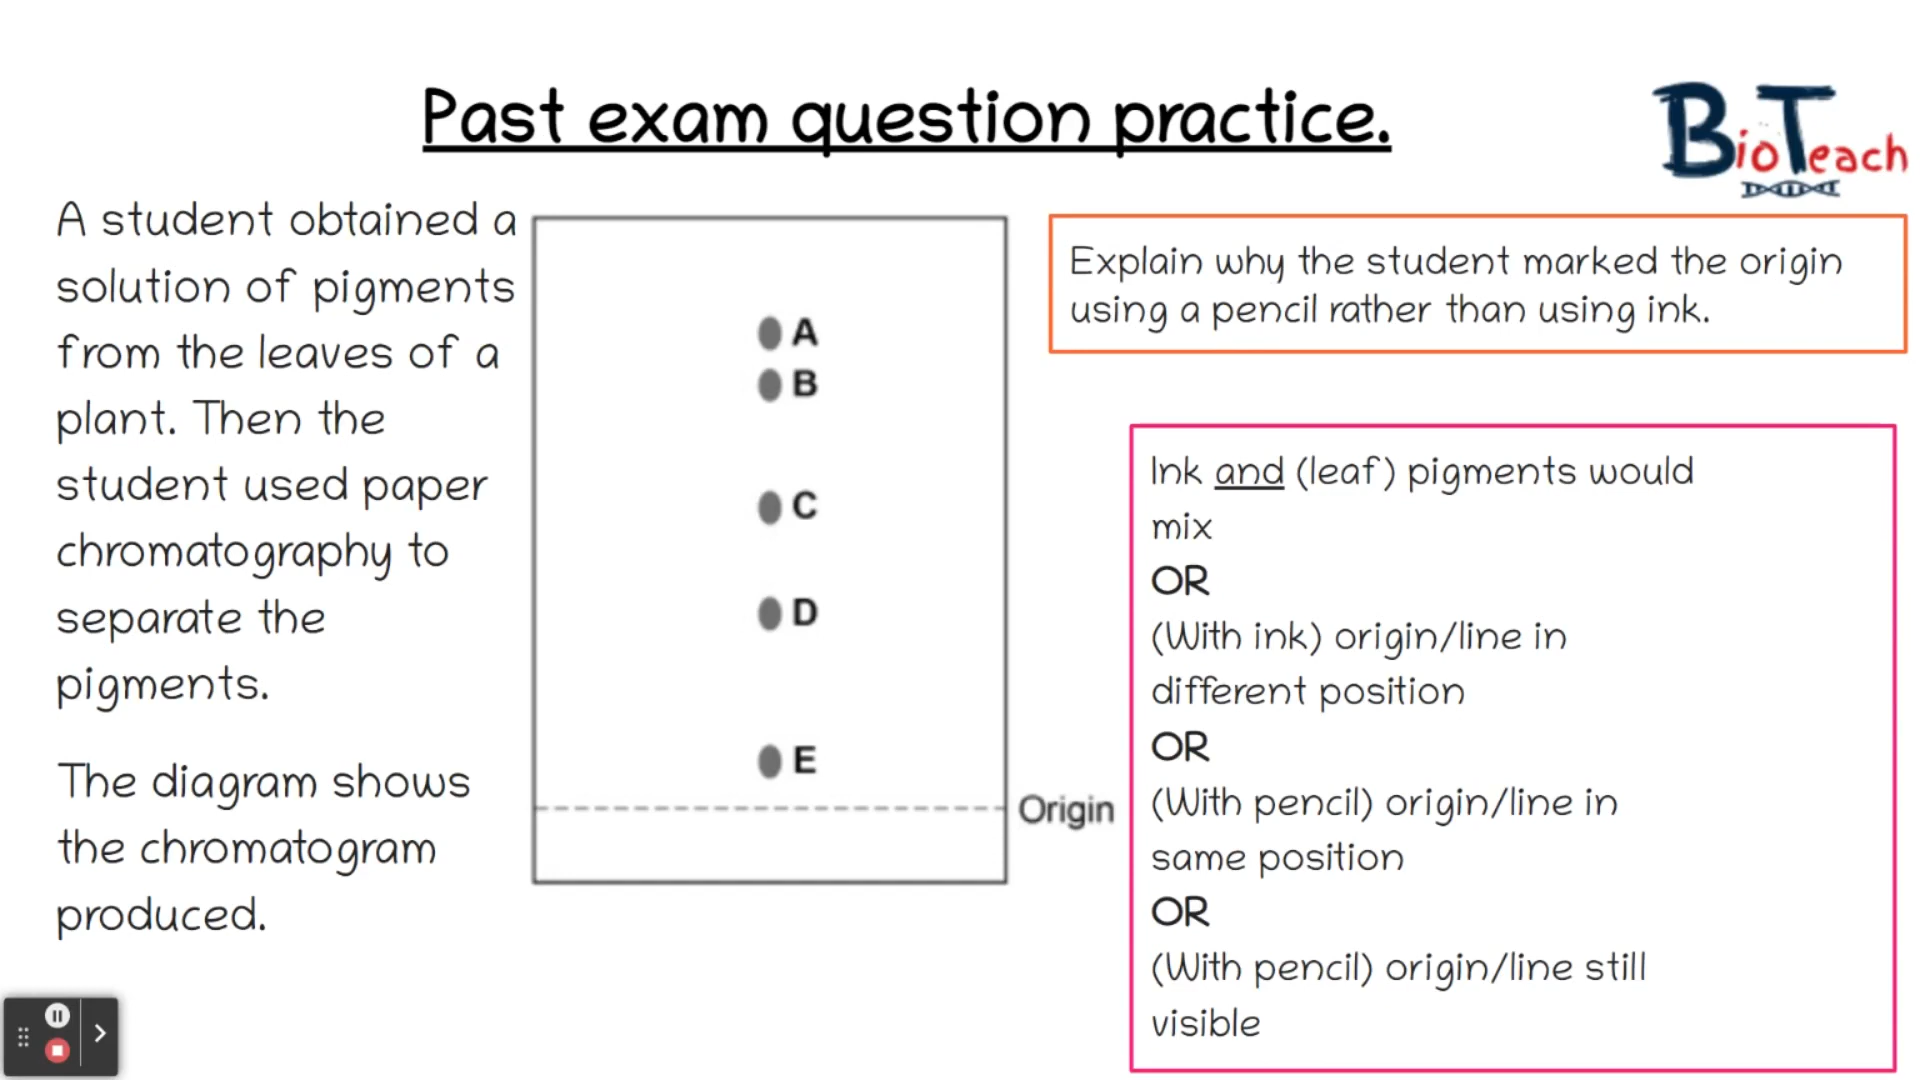 Past exam question practice.
BioTeach
A student obtained a
solution of pigments
from the leaves of a
plant. Then the
student used paper
chromatography to
separate the
pigments.
The diagram shows
the chromatogram
produced.
A
B
C
D
E
Origin
Explain why the student marked the origin
using a pencil rather than using ink.
Ink and (leaf) pigments would
mix
OR
(With ink) origin/line in
different position
OR
(With pencil) origin/line in
same position
OR
(With pencil) origin/line still
visible